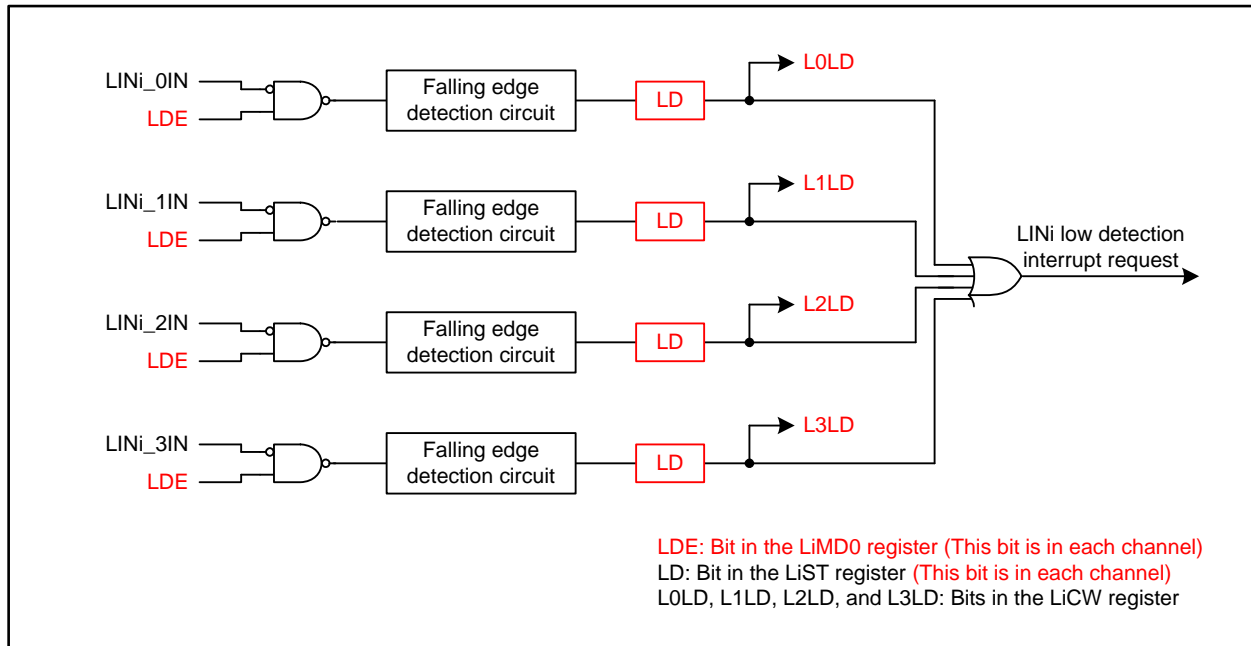 LINi_0IN
LDE
Falling edge
detection circuit
LD
L0LD
LINi_1IN
LDE
Falling edge
detection circuit
LD
L1LD
LINi low detection
interrupt request
LINi_2IN
LDE
Falling edge
detection circuit
LD
L2LD
LINi_3IN
LDE
Falling edge
detection circuit
LD
L3LD
LDE: Bit in the LiMD0 register (This bit is in each channel)
LD: Bit in the LiST register (This bit is in each channel)
L0LD, L1LD, L2LD, and L3LD: Bits in the LiCW register